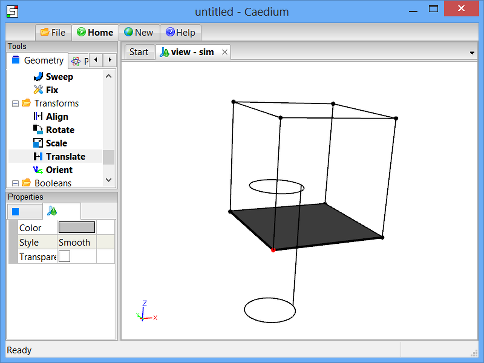 untitled - Caedium
File
Home
New
Help
Tools
Geometry
Sweep
Fix
Transforms
Align
Rotate
Scale
Translate
Orient
Booleans
Properties
Color
Style Smooth
Transpare
Start
view - sim
Z
X
Ready